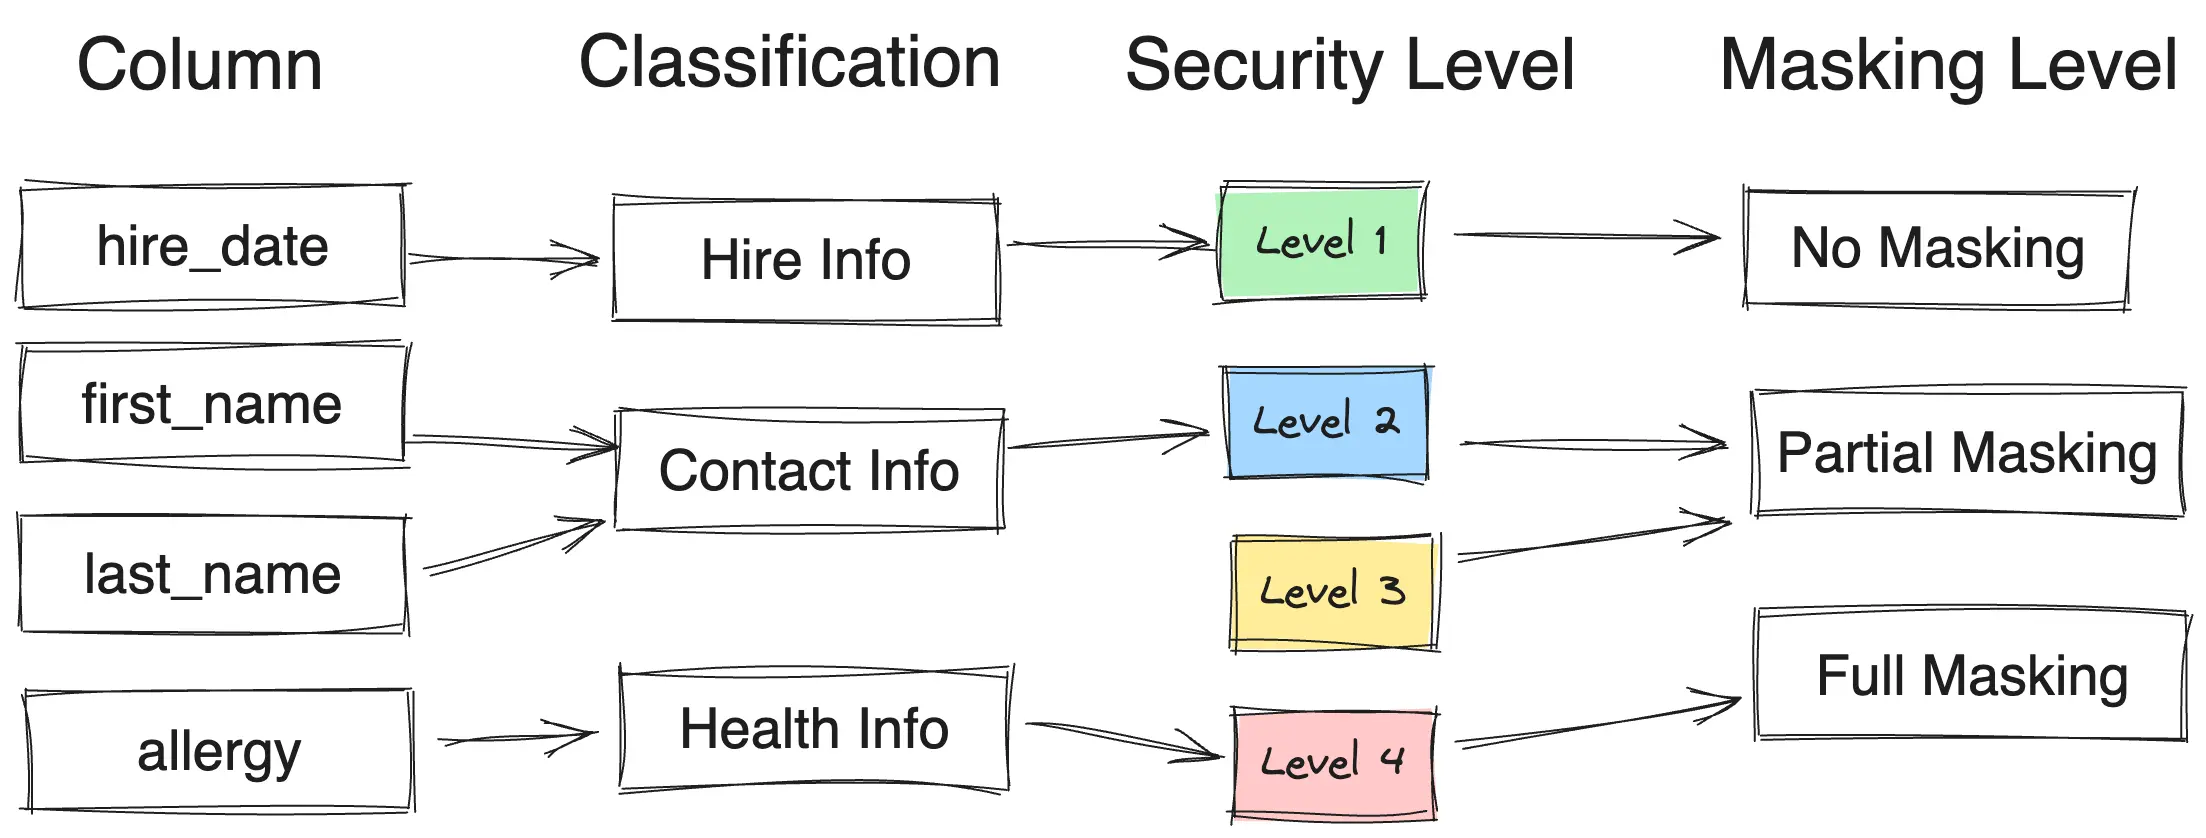 Column
Classification
Security Level
Masking Level
hire_date
Hire Info
Level 1
No Masking
first_name
Contact Info
Level 2
Partial Masking
last_name
Level 3
allergy
Health Info
Level 4
Full Masking